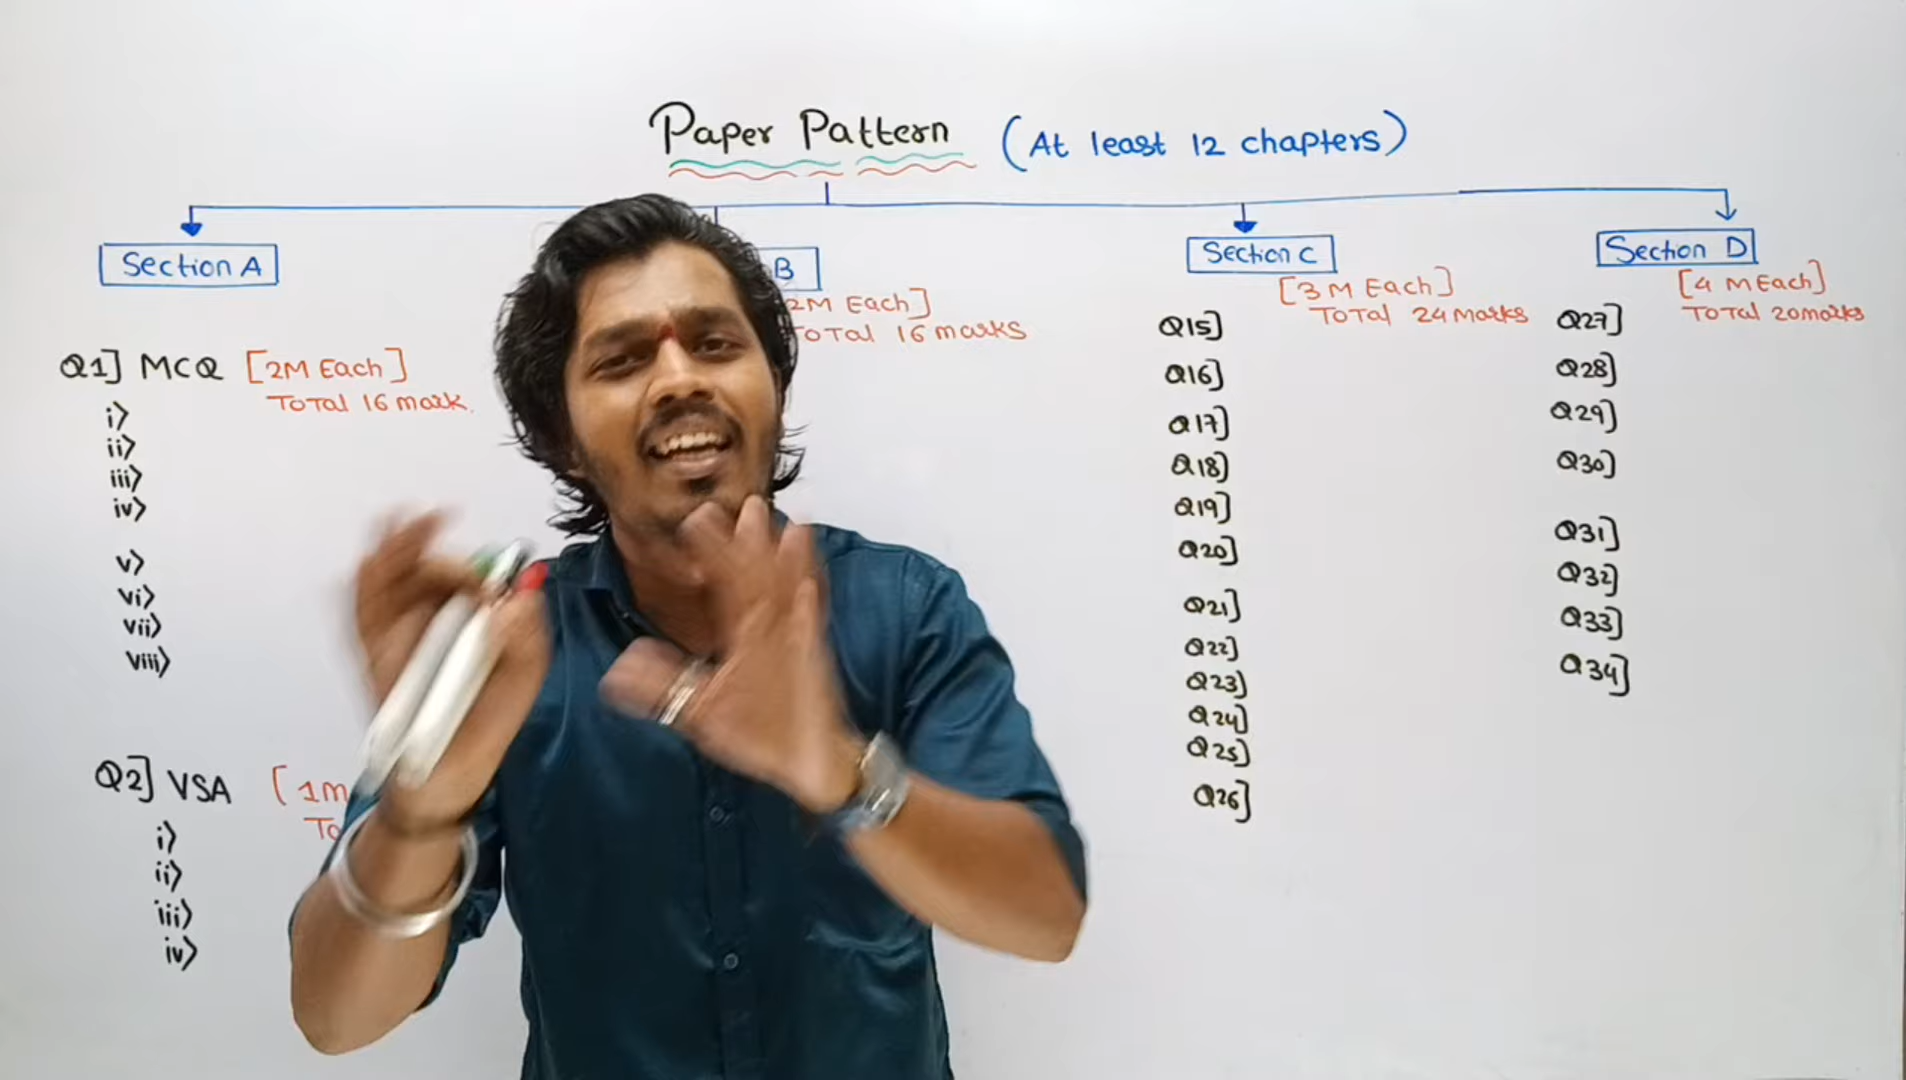 Paper Pattern (At least 12 chapters)
Section A
Q1] MCQ [2M Each]
Total 16 mark.
i)
ii)
iii)
iv)
v)
vi)
vii)
viii)
Q2] VSA [1M
i)
ii)
iii)
iv)
B
2M Each]
Total 16 marks
Section C
[3M Each]
Total 24 Marks
Q15]
Q16]
Q17]
Q18]
Q19]
Q20]
Q21]
Q22]
Q23]
Q24]
Q25]
Q26]
Section D
[4 M Each]
Total 20 marks
Q27]
Q28]
Q29]
Q30]
Q31]
Q32]
Q33]
Q34]